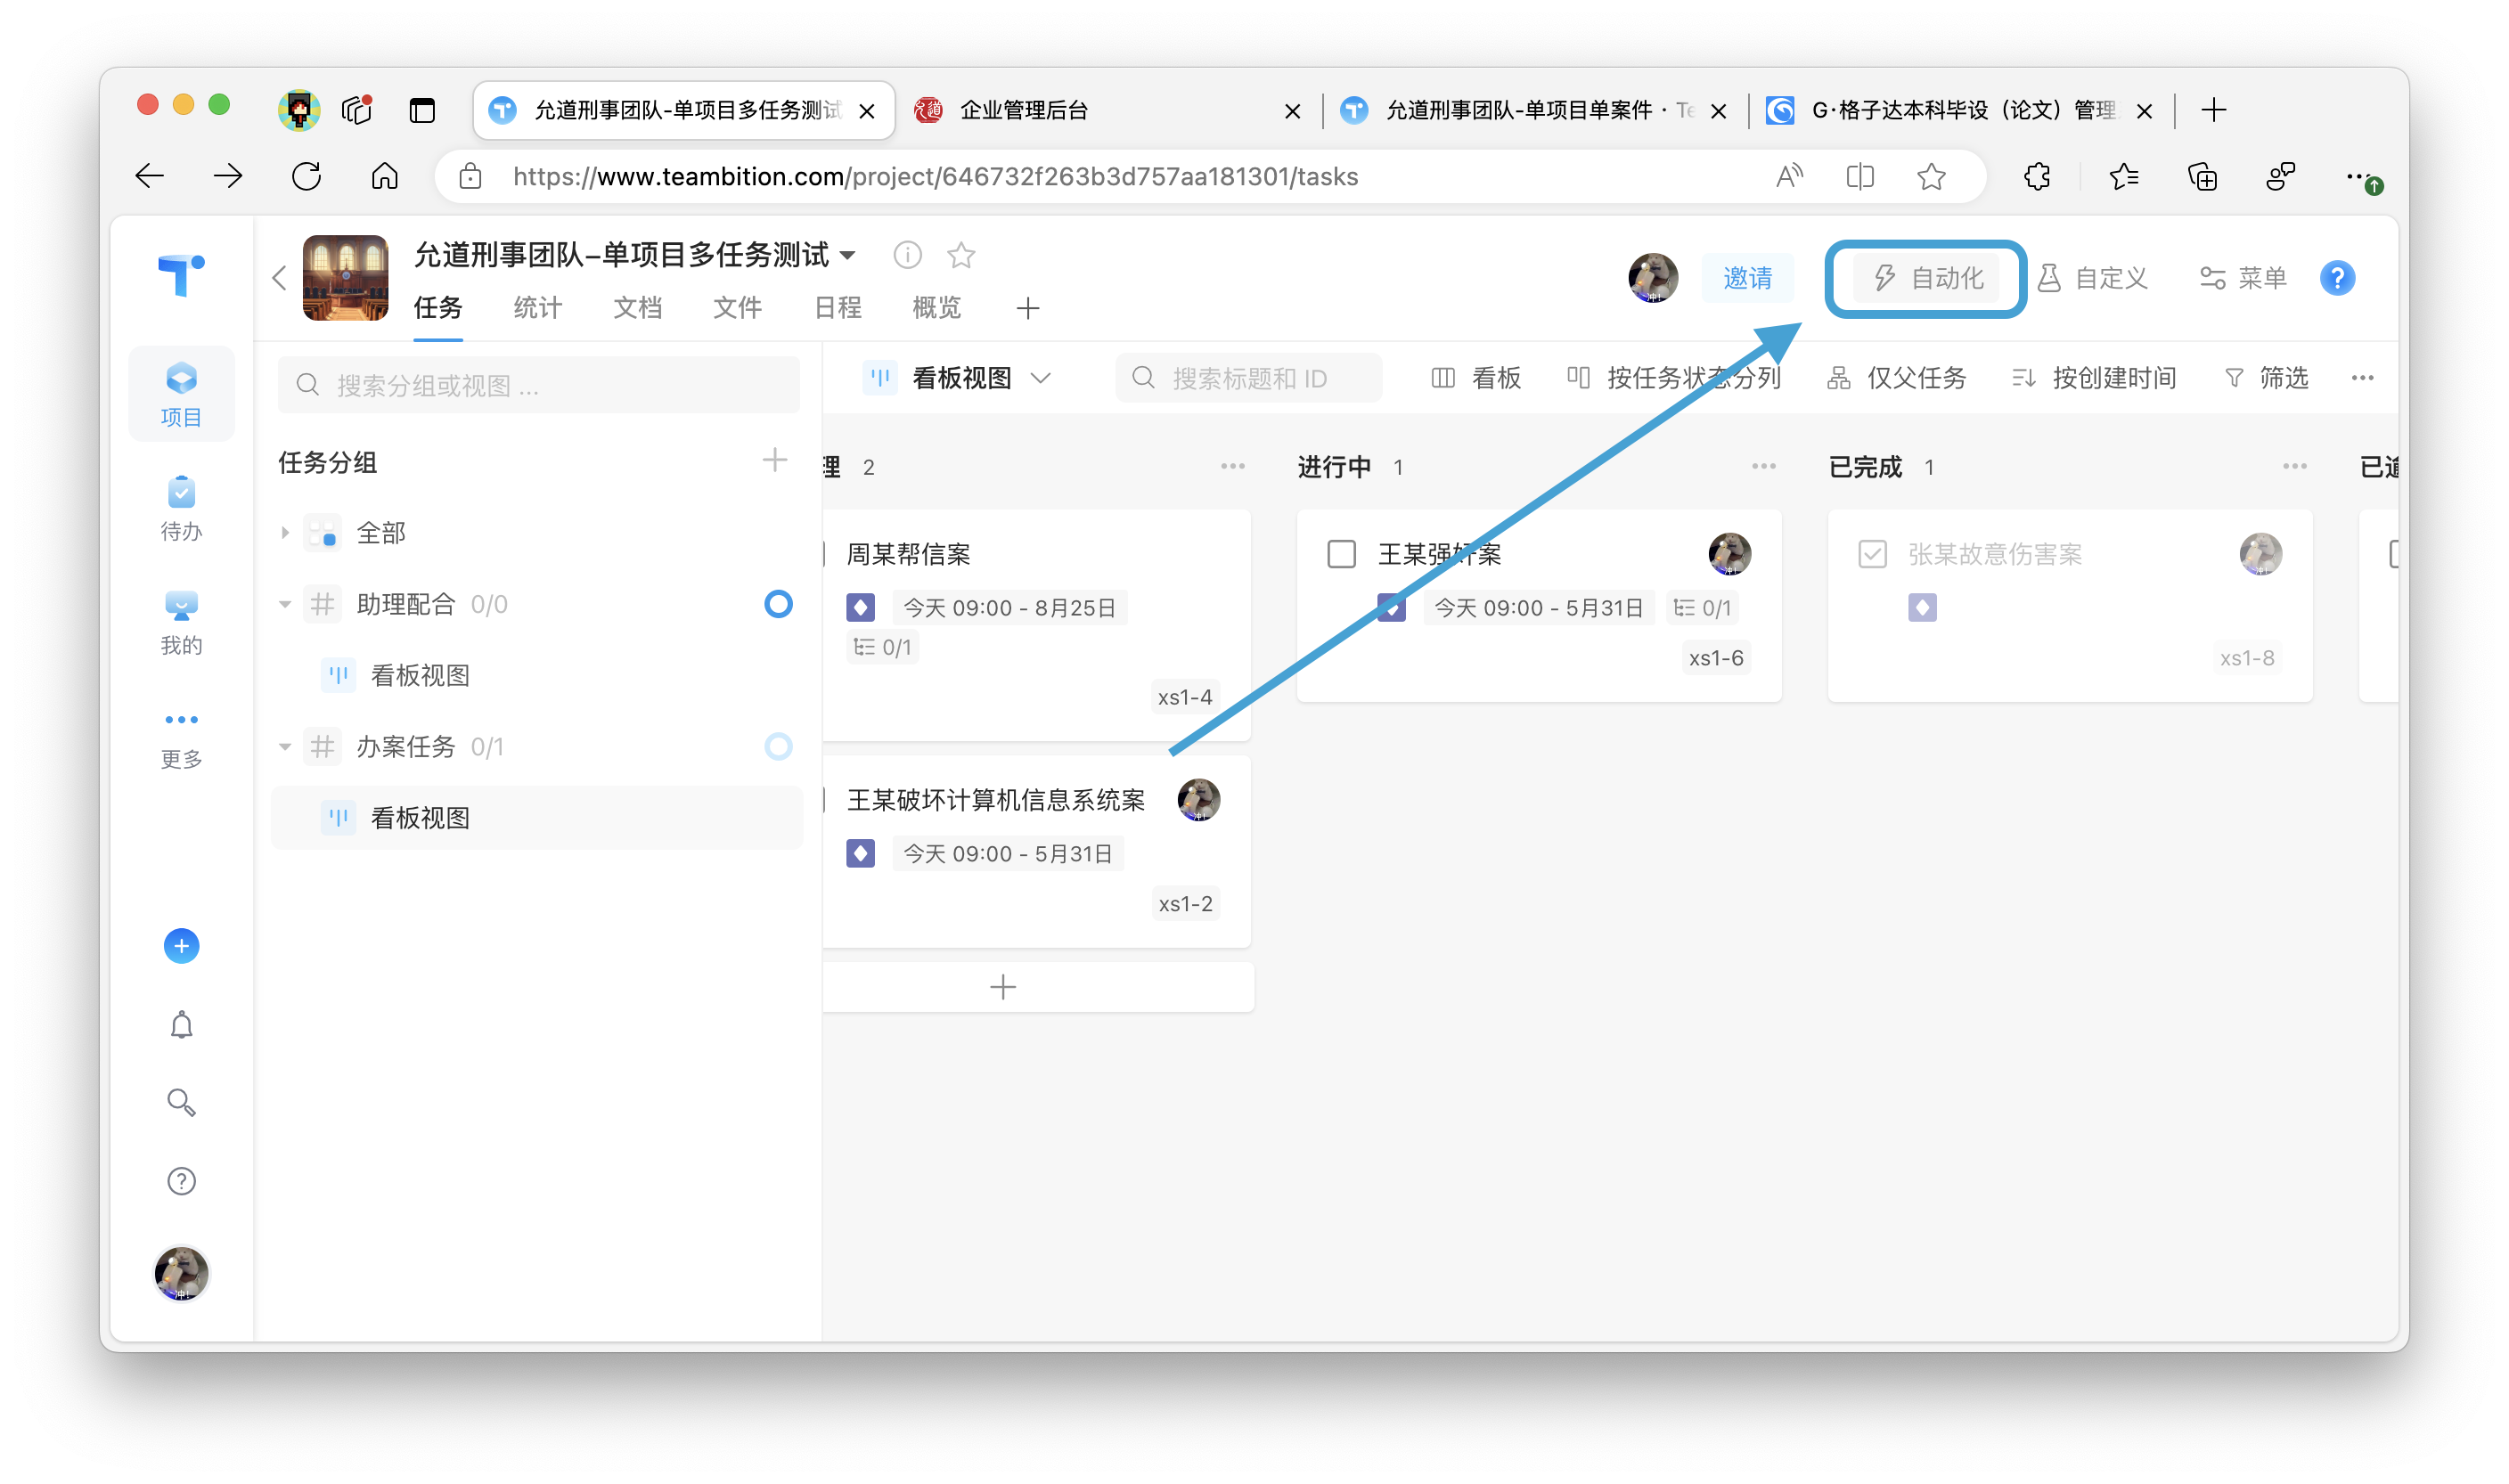 允道刑事团队-单项目多任务测试
企业管理后台
允道刑事团队-单项目单案件 · Te
G·格子达本科毕设（论文）管理
https://www.teambition.com/project/646732f263b3d757aa181301/tasks
允道刑事团队-单项目多任务测试
任务 统计 文档 文件 日程 概览
邀请 自动化 自定义 菜单 ?
项目
待办
我的
更多
搜索分组或视图 ...
任务分组
全部
助理配合 0/0
看板视图
办案任务 0/1
看板视图
看板视图 搜索标题和 ID 看板 按任务状态分列 仅父任务 按创建时间 筛选
理 2
周某帮信案
今天 09:00 - 8月25日
0/1
xs1-4
王某破坏计算机信息系统案
今天 09:00 - 5月31日
xs1-2
进行中 1
王某强奸案
今天 09:00 - 5月31日 0/1
xs1-6
已完成 1
张某故意伤害案
xs1-8
已逾